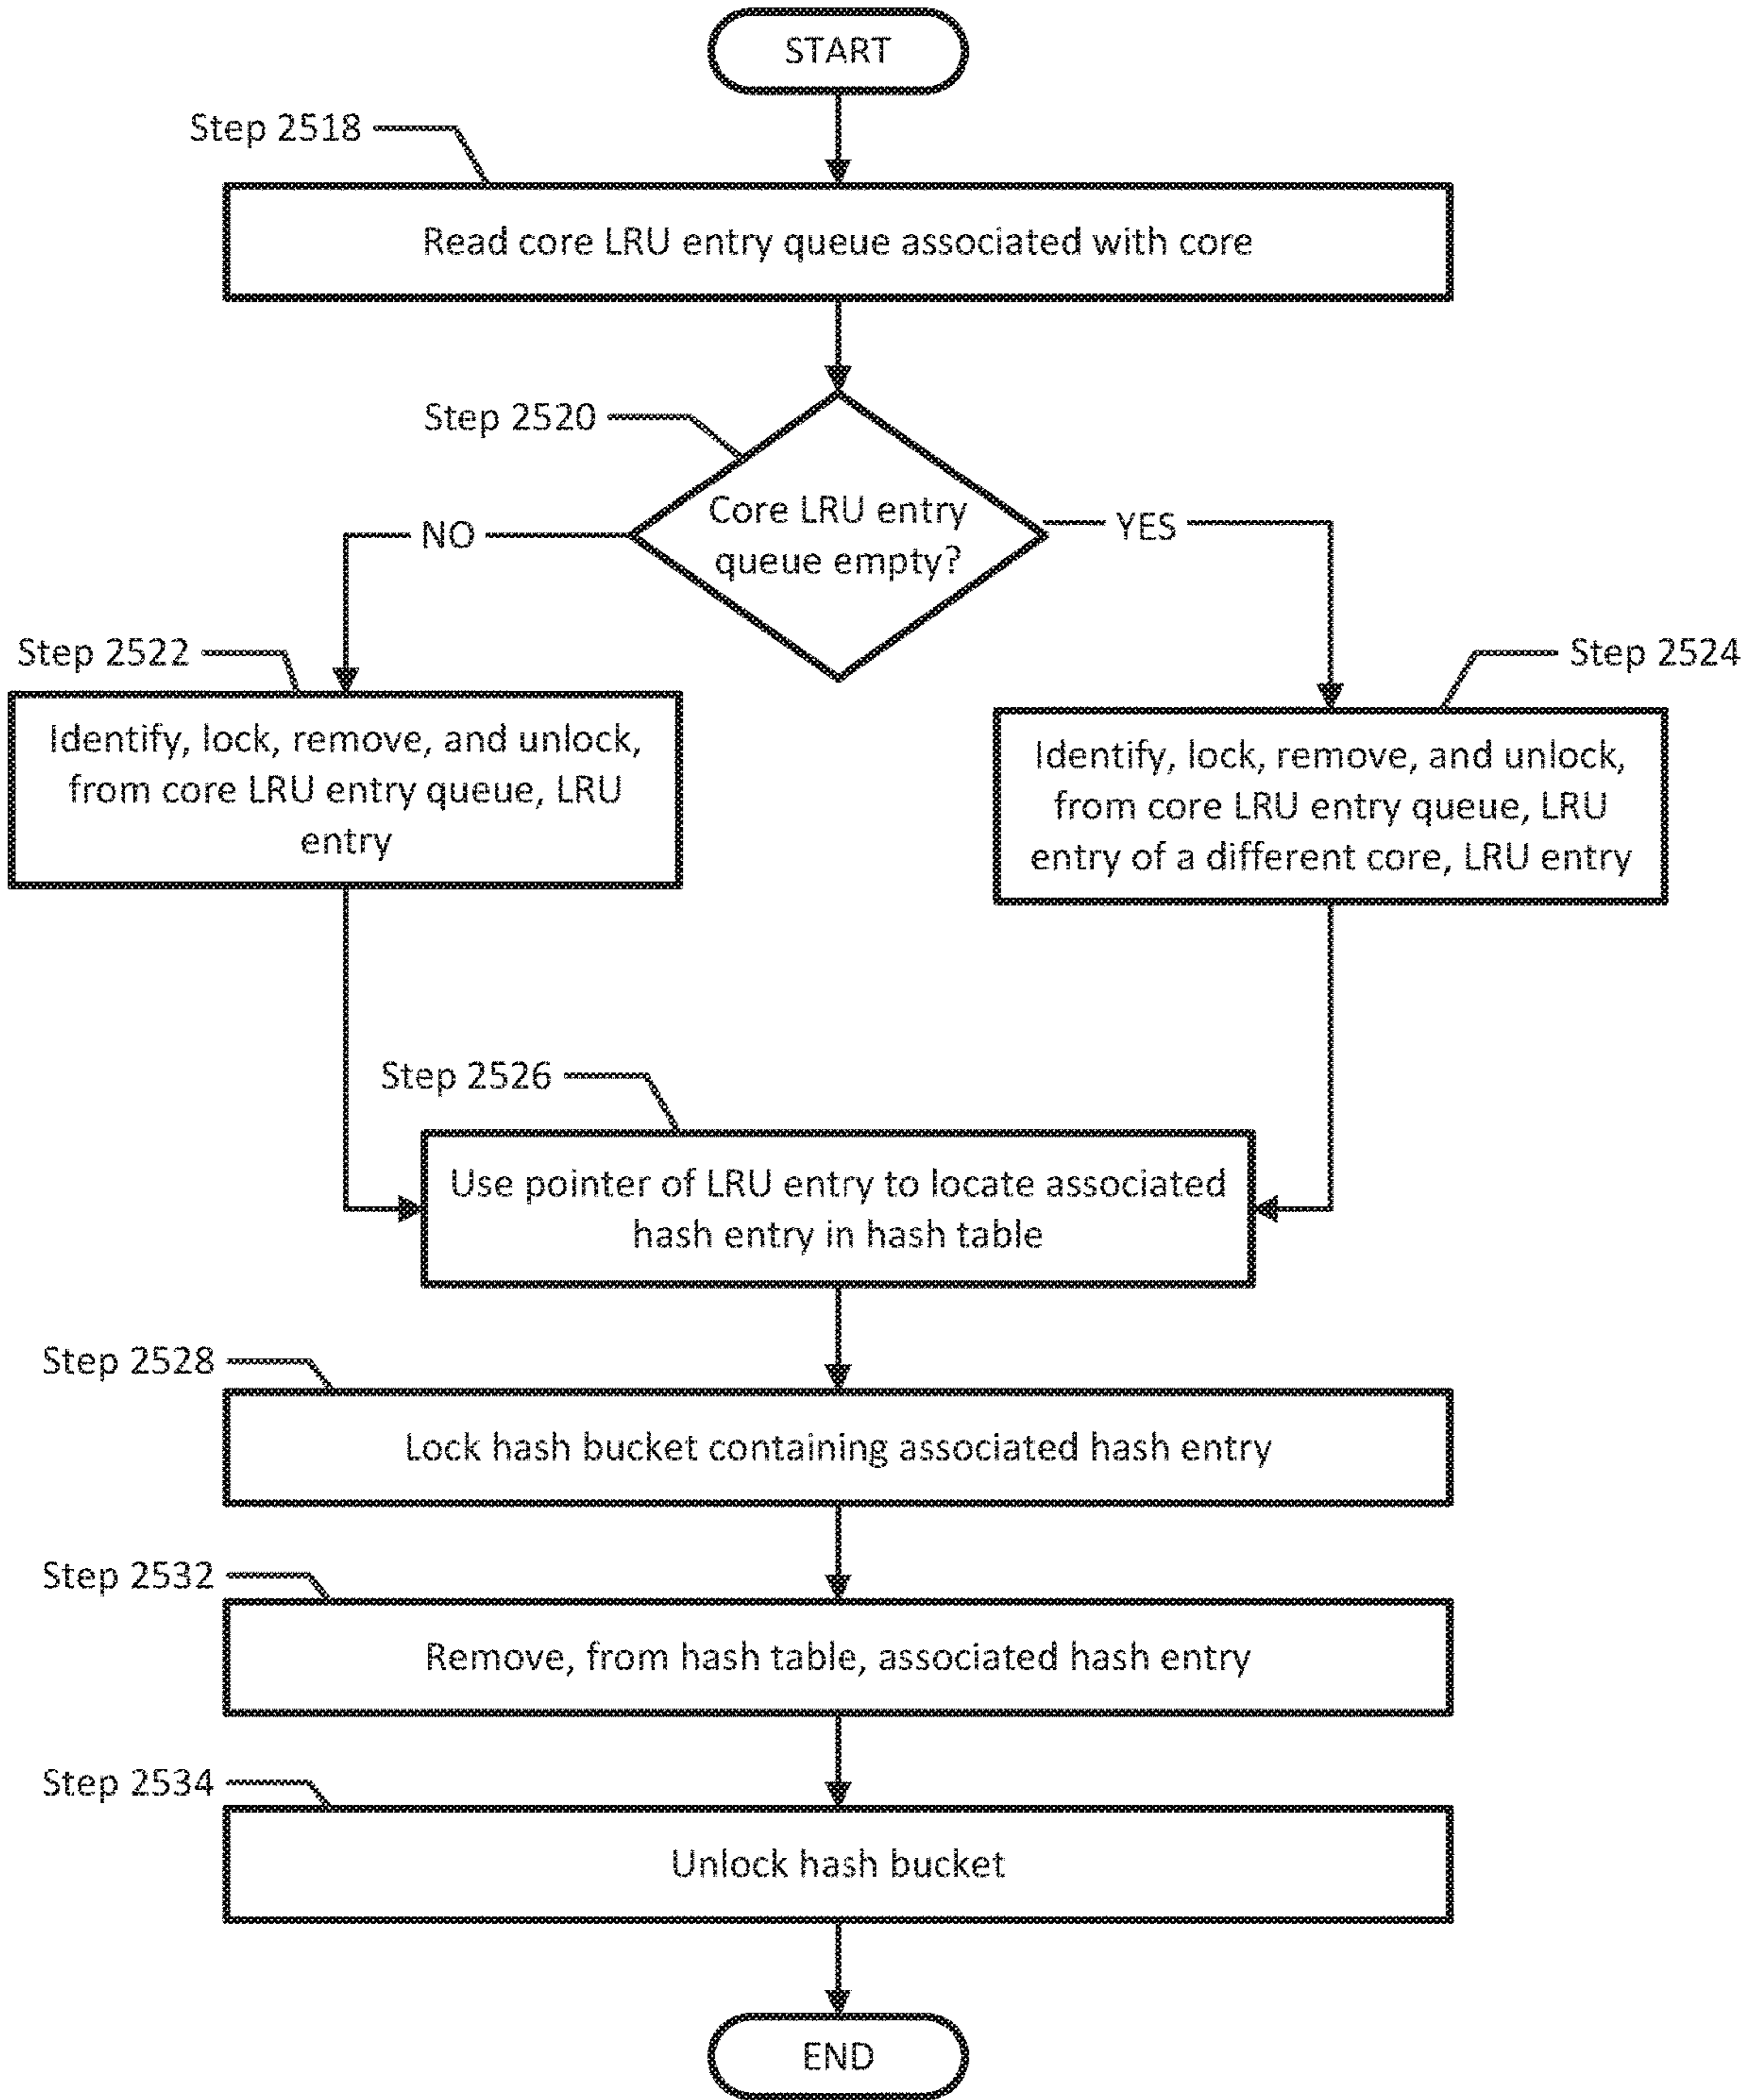 START
Step 2518
Read core LRU entry queue associated with core
Step 2520
Core LRU entry
queue empty?
NO
YES
Step 2522
Identify, lock, remove, and unlock,
from core LRU entry queue, LRU
entry
Step 2524
Identify, lock, remove, and unlock,
from core LRU entry queue, LRU
entry of a different core, LRU entry
Step 2526
Use pointer of LRU entry to locate associated
hash entry in hash table
Step 2528
Lock hash bucket containing associated hash entry
Step 2532
Remove, from hash table, associated hash entry
Step 2534
Unlock hash bucket
END